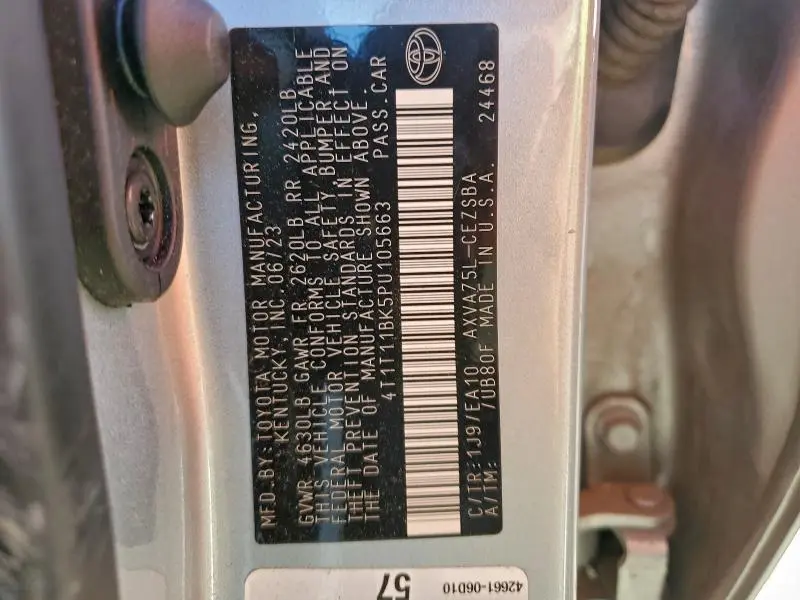 MFD.BY:TOYOTA MOTOR MANUFACTURING,
KENTUCKY, INC. 06/23
GVWR 4630LB GAWR FR 2620LB RR 2420LB
THIS VEHICLE CONFORMS TO ALL APPLICABLE
FEDERAL MOTOR VEHICLE SAFETY, BUMPER AND
THEFT PREVENTION STANDARDS IN EFFECT ON
THE DATE OF MANUFACTURE SHOWN ABOVE.
4T1T11BK5PU105663 PASS.CAR
C/TR:1J9/EA10 AXVA75L-CEZSBA
A/TM: /UB80F MADE IN U.S.A. 24468
57
42661-06D10